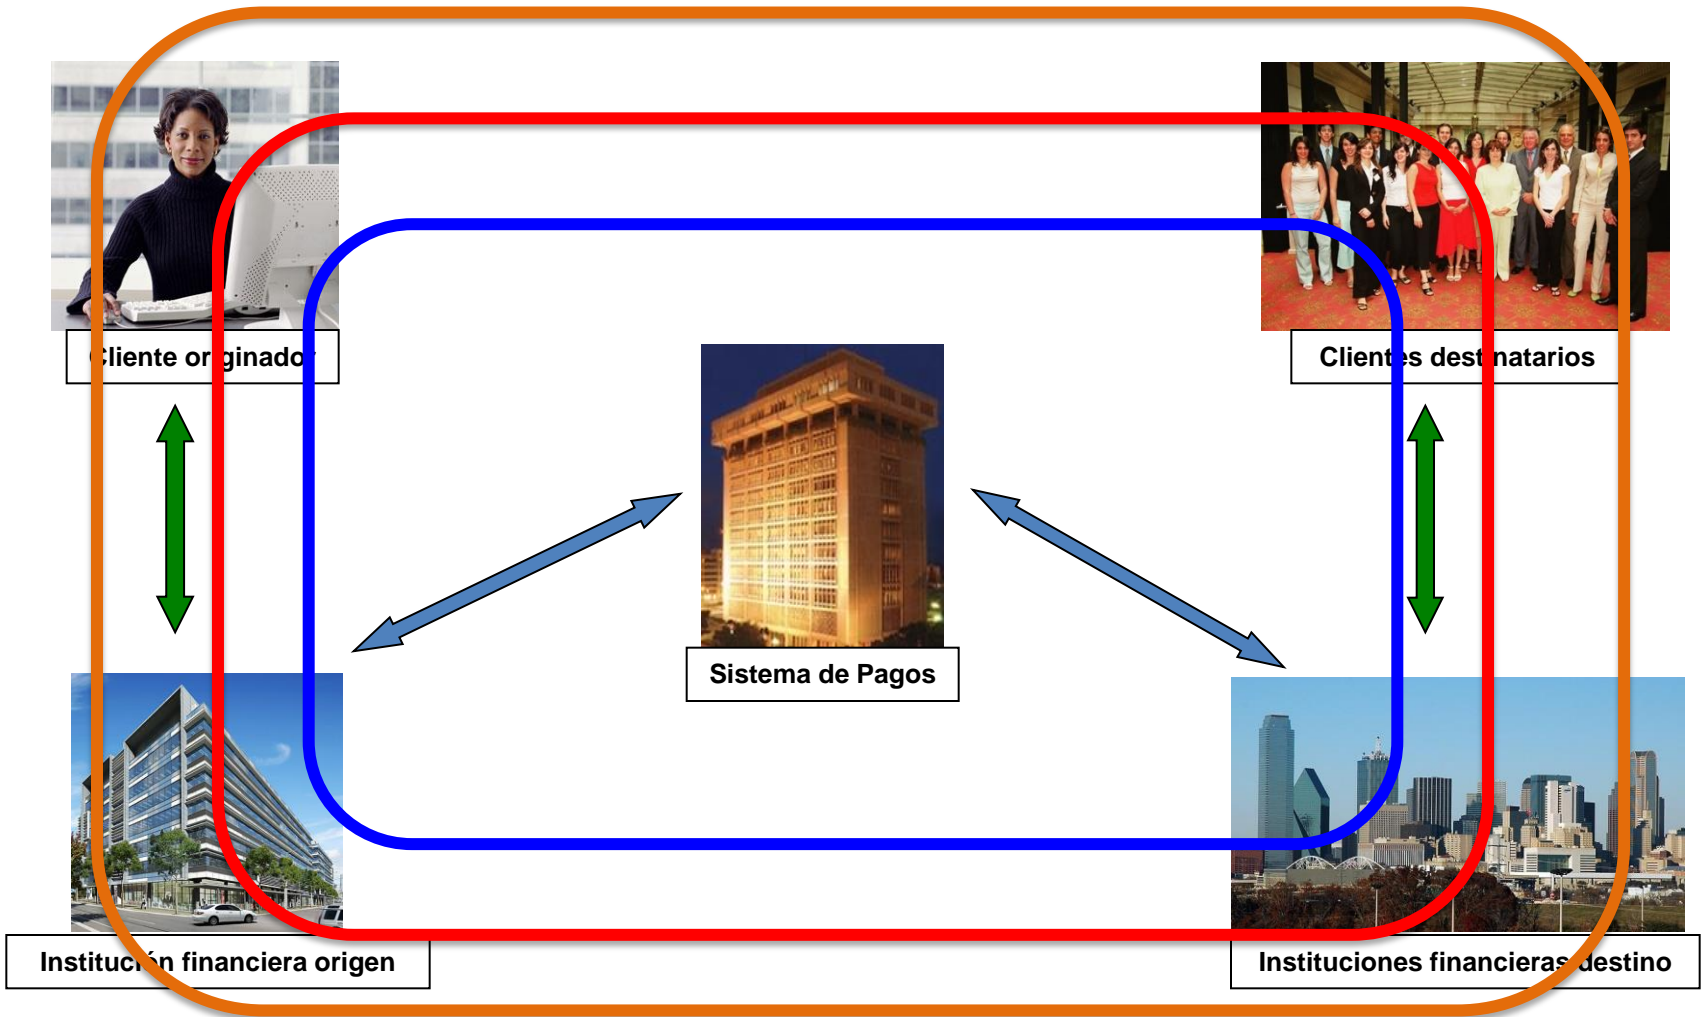 Cliente originador
Clientes destinatarios
Sistema de Pagos
Institución financiera origen
Instituciones financieras destino